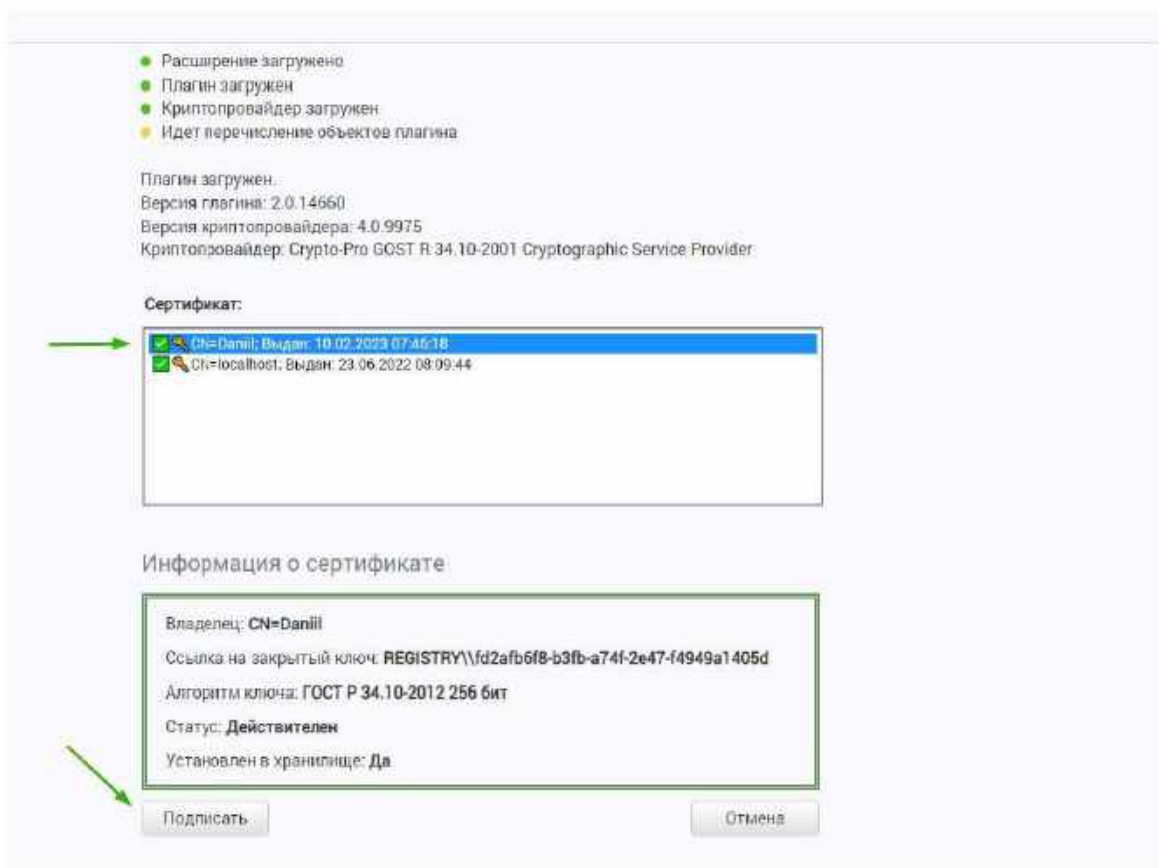 Расширение загружено
Плагин загружен
Криптопровайдер загружен
Идет перечисление объектов плагина
Плагин загружен.
Версия плагина: 2.0.14660
Версия криптопровайдера: 4.0.9975
Криптопровайдер: Crypto-Pro GOST R 34.10-2001 Cryptographic Service Provider
Сертификат:
CN=Daniil; Выдан: 10.02.2023 07:46:18
CN=localhost; Выдан: 23.06.2022 08:09:44
Информация о сертификате
Владелец: CN=Daniil
Ссылка на закрытый ключ: REGISTRY\\fd2afb6f8-b3fb-a74f-2e47-f4949a1405d
Алгоритм ключа: ГОСТ Р 34.10-2012 256 бит
Статус: Действителен
Установлен в хранилище: Да
Подписать
Отмена